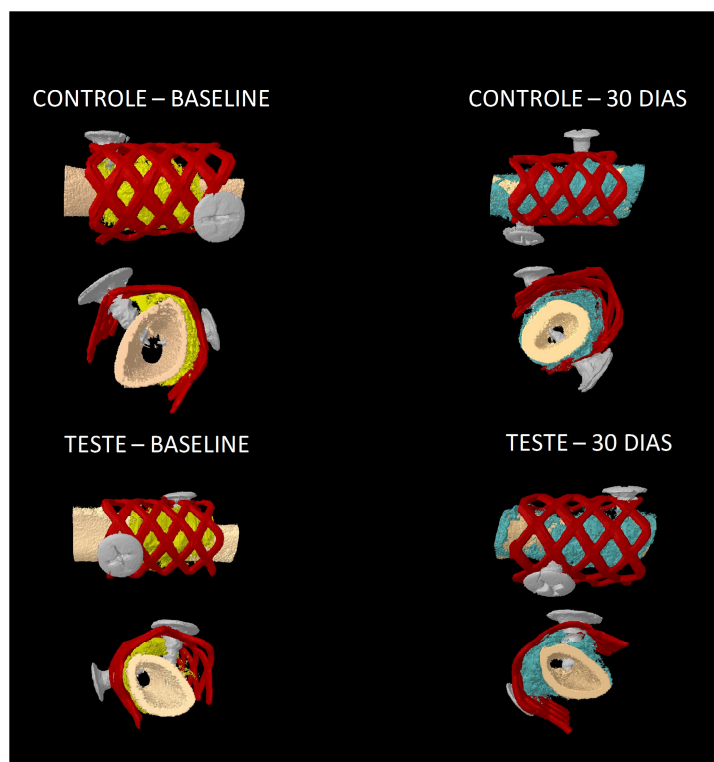 CONTROLE – BASELINE
CONTROLE – 30 DIAS
TESTE – BASELINE
TESTE – 30 DIAS